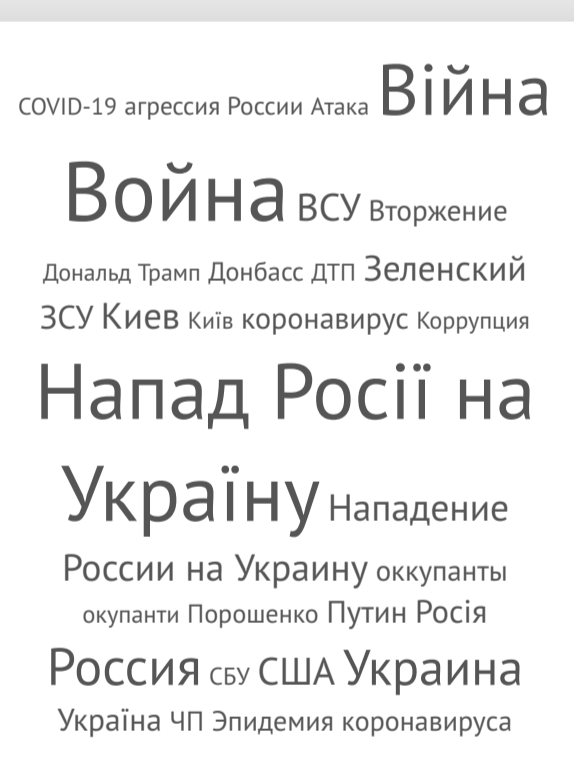 COVID-19 агрессия России Атака Війна
Война ВСУ Вторжение
Дональд Трамп Донбасс ДТП Зеленский
ЗСУ Киев Київ коронавирус Коррупция
Напад Росії на
Україну Нападение
России на Украину оккупанты
окупанти Порошенко Путин Росія
Россия СБУ США Украина
Україна ЧП Эпидемия коронавируса